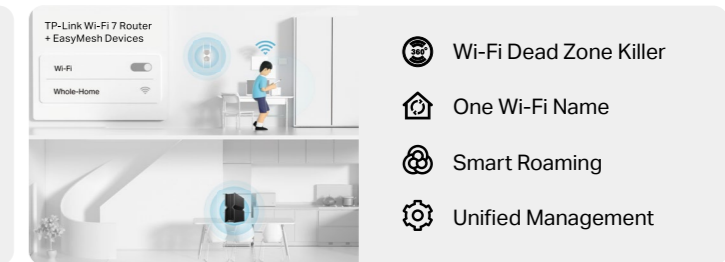 TP-Link Wi-Fi 7 Router
+ EasyMesh Devices
Wi-Fi
Whole-Home
360°
Wi-Fi Dead Zone Killer
One Wi-Fi Name
Smart Roaming
Unified Management